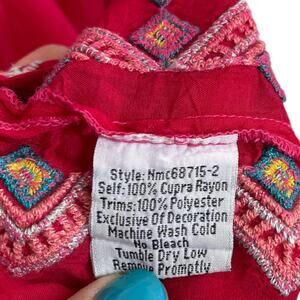 Style: Nmc68715-2
Self: 100% Cupra Rayon
Trims: 100% Polyester
Exclusive Of Decoration
Machine Wash Cold
No Bleach
Tumble Dry Low
Remove Promptly